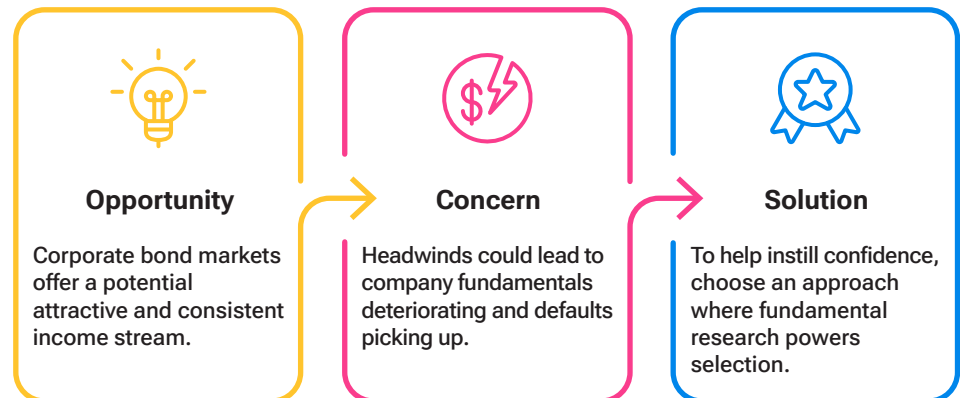 Opportunity
Corporate bond markets
offer a potential
attractive and consistent
income stream.
$
Concern
Headwinds could lead to
company fundamentals
deteriorating and defaults
picking up.
Solution
To help instill confidence,
choose an approach
where fundamental
research powers
selection.